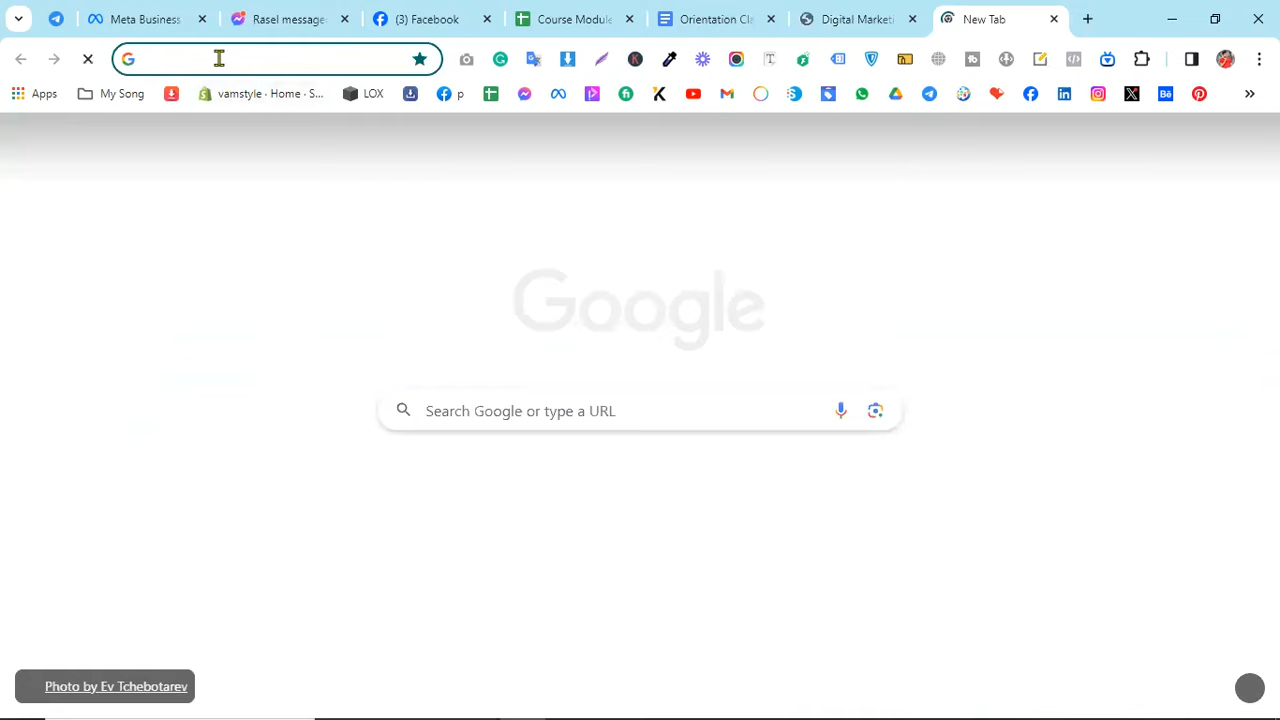 Meta Business
Rasel message
(3) Facebook
Course Module
Orientation Cla
Digital Marketi
New Tab
Apps
My Song
vamstyle · Home · S...
LOX
p
Google
Search Google or type a URL
Photo by Ev Tchebotarev